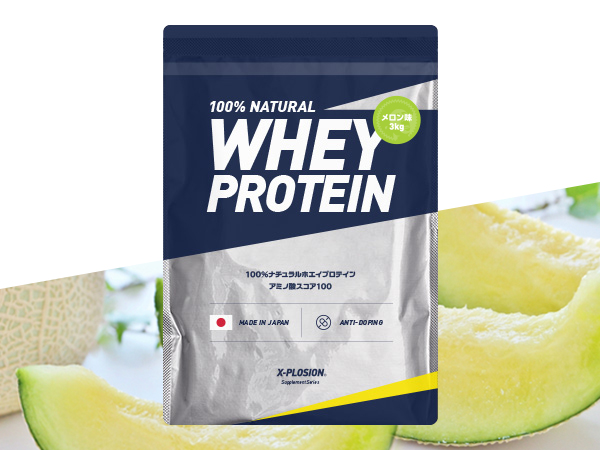 100% NATURAL
WHEY
PROTEIN
メロン味
3kg
100%ナチュラルホエイプロテイン
アミノ酸スコア100
MADE IN JAPAN
ANTI-DOPING
X-PLOSION®
Supplement Series